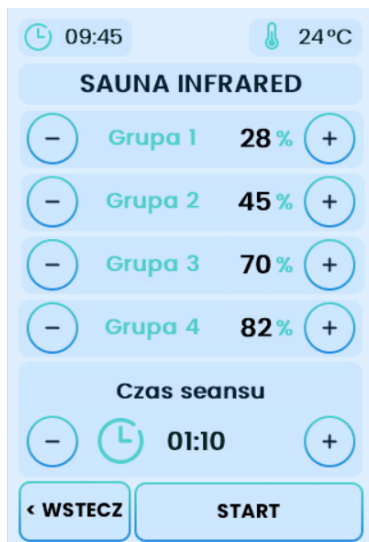 09:45 24°C
SAUNA INFRARED
- Grupa 1 28 % +
- Grupa 2 45 % +
- Grupa 3 70 % +
- Grupa 4 82 % +
Czas seansu
- 01:10 +
< WSTECZ START